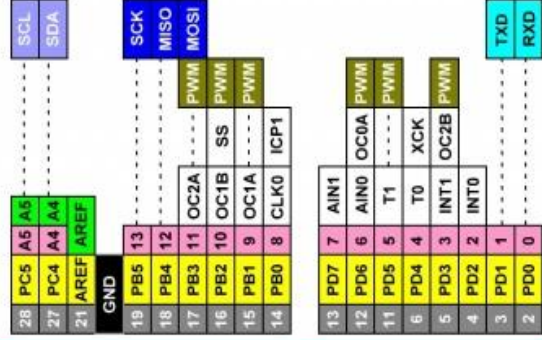 28 PC5 A5 A5 SCL
27 PC4 A4 A4 SDA
21 AREF AREF
GND
19 PB5 13 SCK
18 PB4 12 MISO
17 PB3 11 OC2A PWM MOSI
16 PB2 10 OC1B SS PWM
15 PB1 9 OC1A PWM
14 PB0 8 CLK0 ICP1
13 PD7 7 AIN1
12 PD6 6 AIN0 OC0A PWM
11 PD5 5 T1 PWM
6 PD4 4 T0 XCK
5 PD3 3 INT1 OC2B PWM
4 PD2 2 INT0
3 PD1 1 TXD
2 PD0 0 RXD